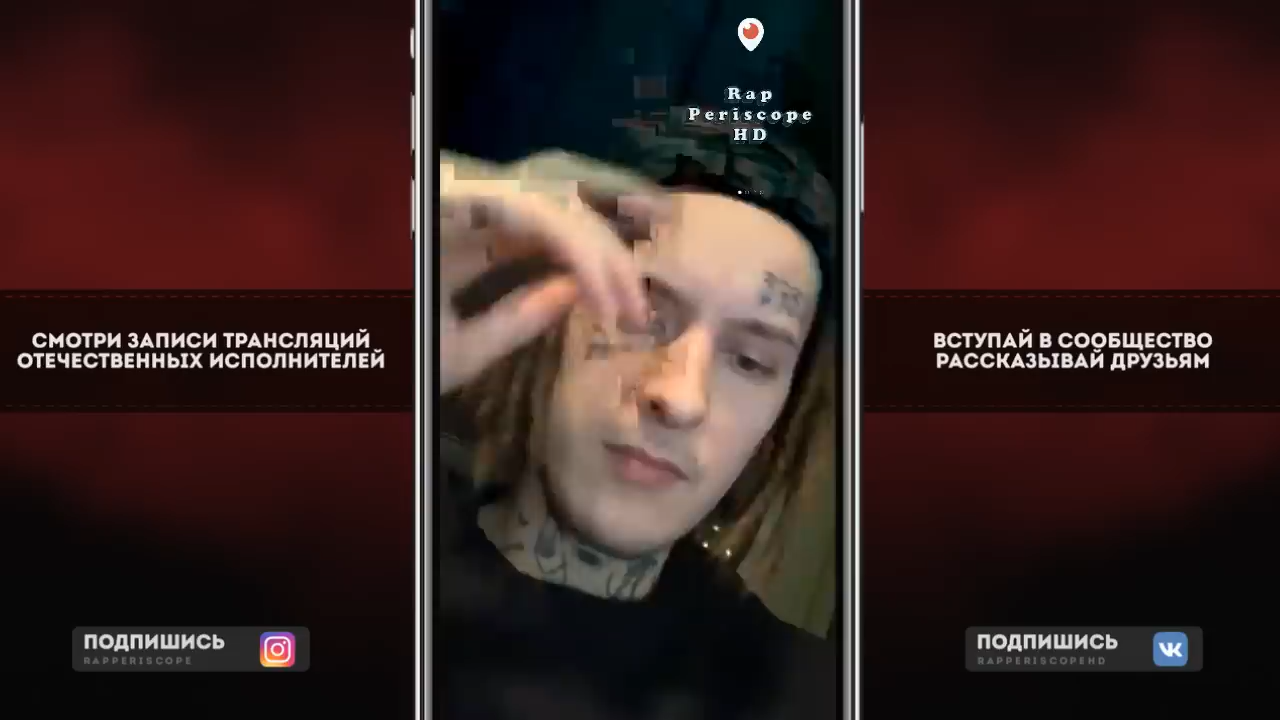 Rap
Periscope
HD
СМОТРИ ЗАПИСИ ТРАНСЛЯЦИЙ
ОТЕЧЕСТВЕННЫХ ИСПОЛНИТЕЛЕЙ
ВСТУПАЙ В СООБЩЕСТВО
РАССКАЗЫВАЙ ДРУЗЬЯМ
ПОДПИШИСЬ
RAPPERISCOPE
ПОДПИШИСЬ
RAPPERISCOPEHD